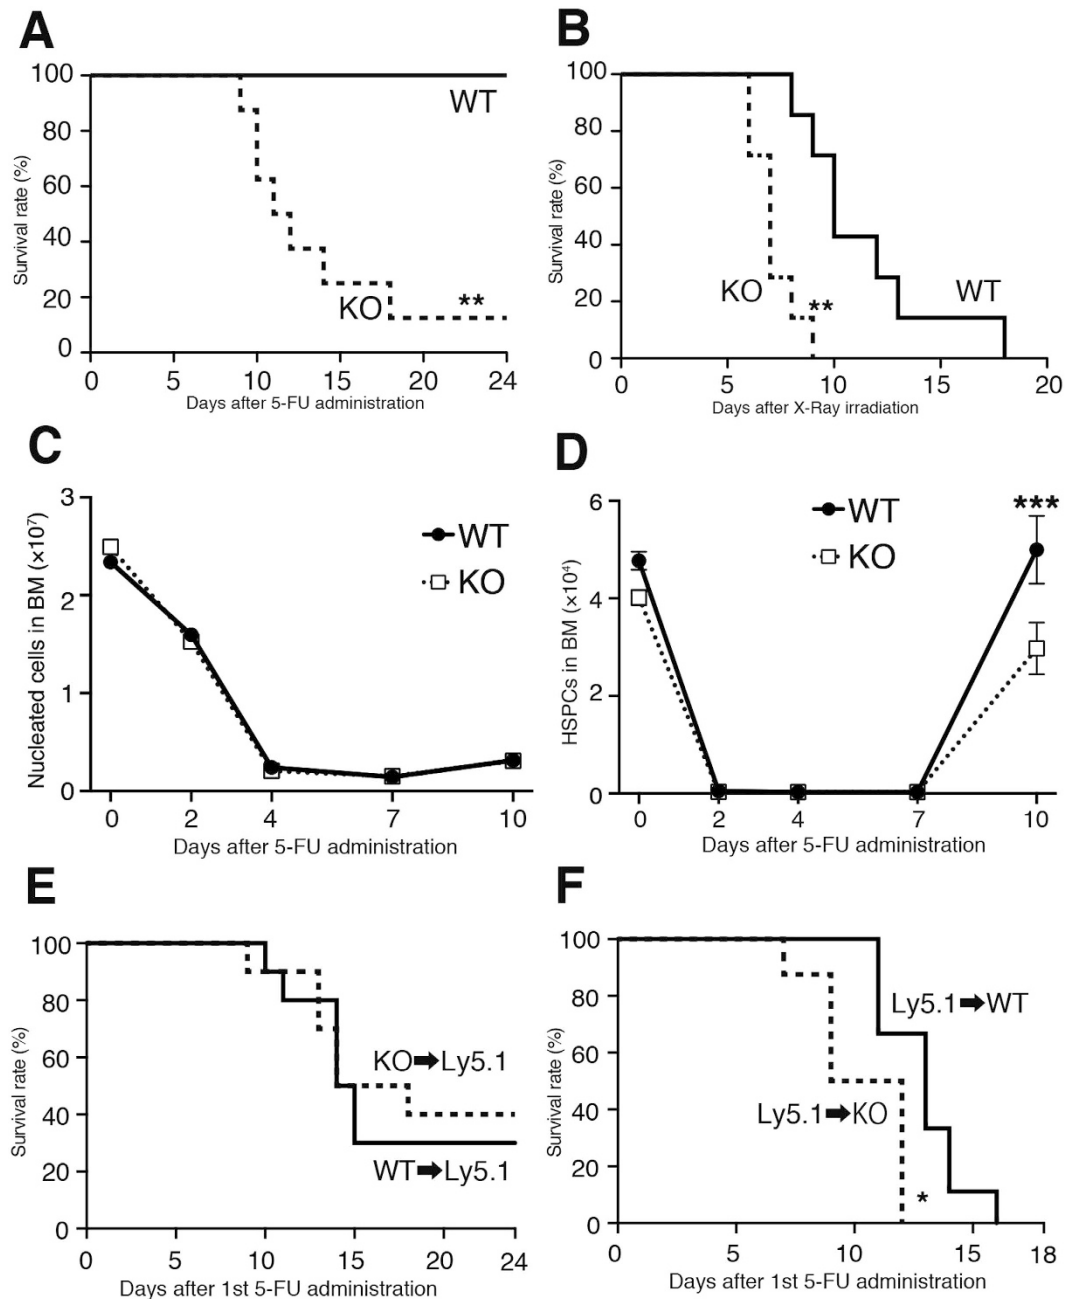 A
100
80
60
40
20
0
Survival rate (%)
WT
KO
**
0 5 10 15 20 24
Days after 5-FU administration
B
100
80
60
40
20
0
Survival rate (%)
KO
**
WT
0 5 10 15 20
Days after X-Ray irradiation
C
3
2
1
0
Nucleated cells in BM (×10⁷)
WT
KO
0 2 4 7 10
Days after 5-FU administration
D
6
4
2
0
HSPCs in BM (×10⁴)
WT
KO
***
0 2 4 7 10
Days after 5-FU administration
E
100
80
60
40
20
0
Survival rate (%)
KO➡Ly5.1
WT➡Ly5.1
0 5 10 15 20 24
Days after 1st 5-FU administration
F
100
80
60
40
20
0
Survival rate (%)
Ly5.1➡WT
Ly5.1➡KO
*
0 5 10 15 18
Days after 1st 5-FU administration